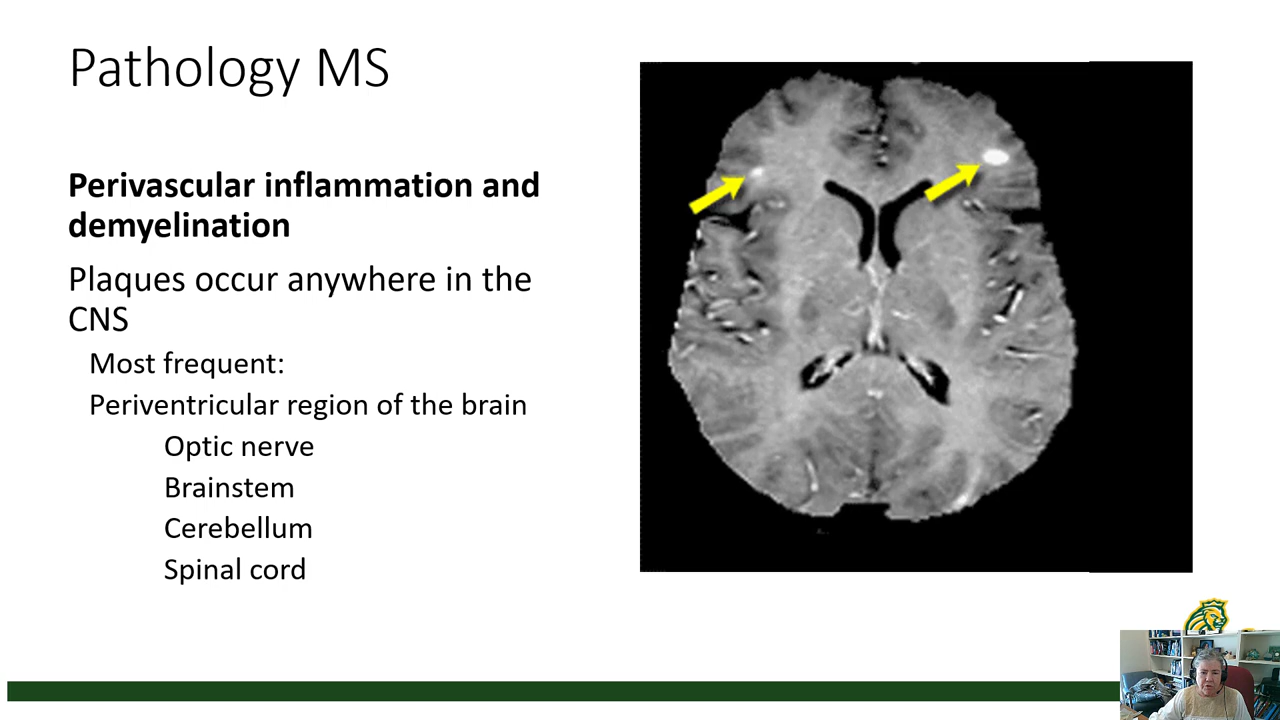 Pathology MS
Perivascular inflammation and
demyelination
Plaques occur anywhere in the
CNS
Most frequent:
Periventricular region of the brain
Optic nerve
Brainstem
Cerebellum
Spinal cord